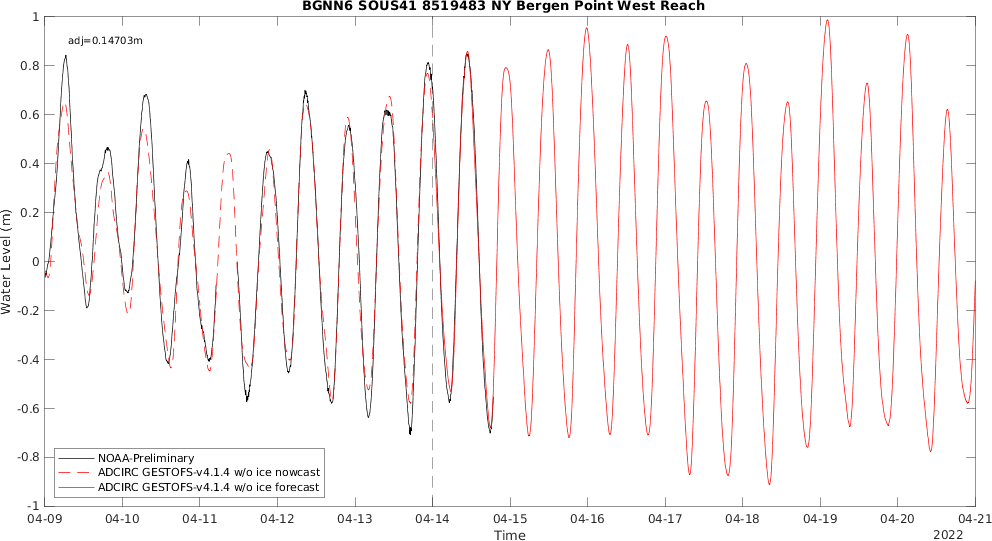 BGNN6 SOUS41 8519483 NY Bergen Point West Reach
adj=0.14703m
1
0.8
0.6
0.4
0.2
0
-0.2
-0.4
-0.6
-0.8
-1
Water Level (m)
NOAA-Preliminary
ADCIRC GESTOFS-v4.1.4 w/o ice nowcast
ADCIRC GESTOFS-v4.1.4 w/o ice forecast
04-09 04-10 04-11 04-12 04-13 04-14 04-15 04-16 04-17 04-18 04-19 04-20 04-21
Time
2022